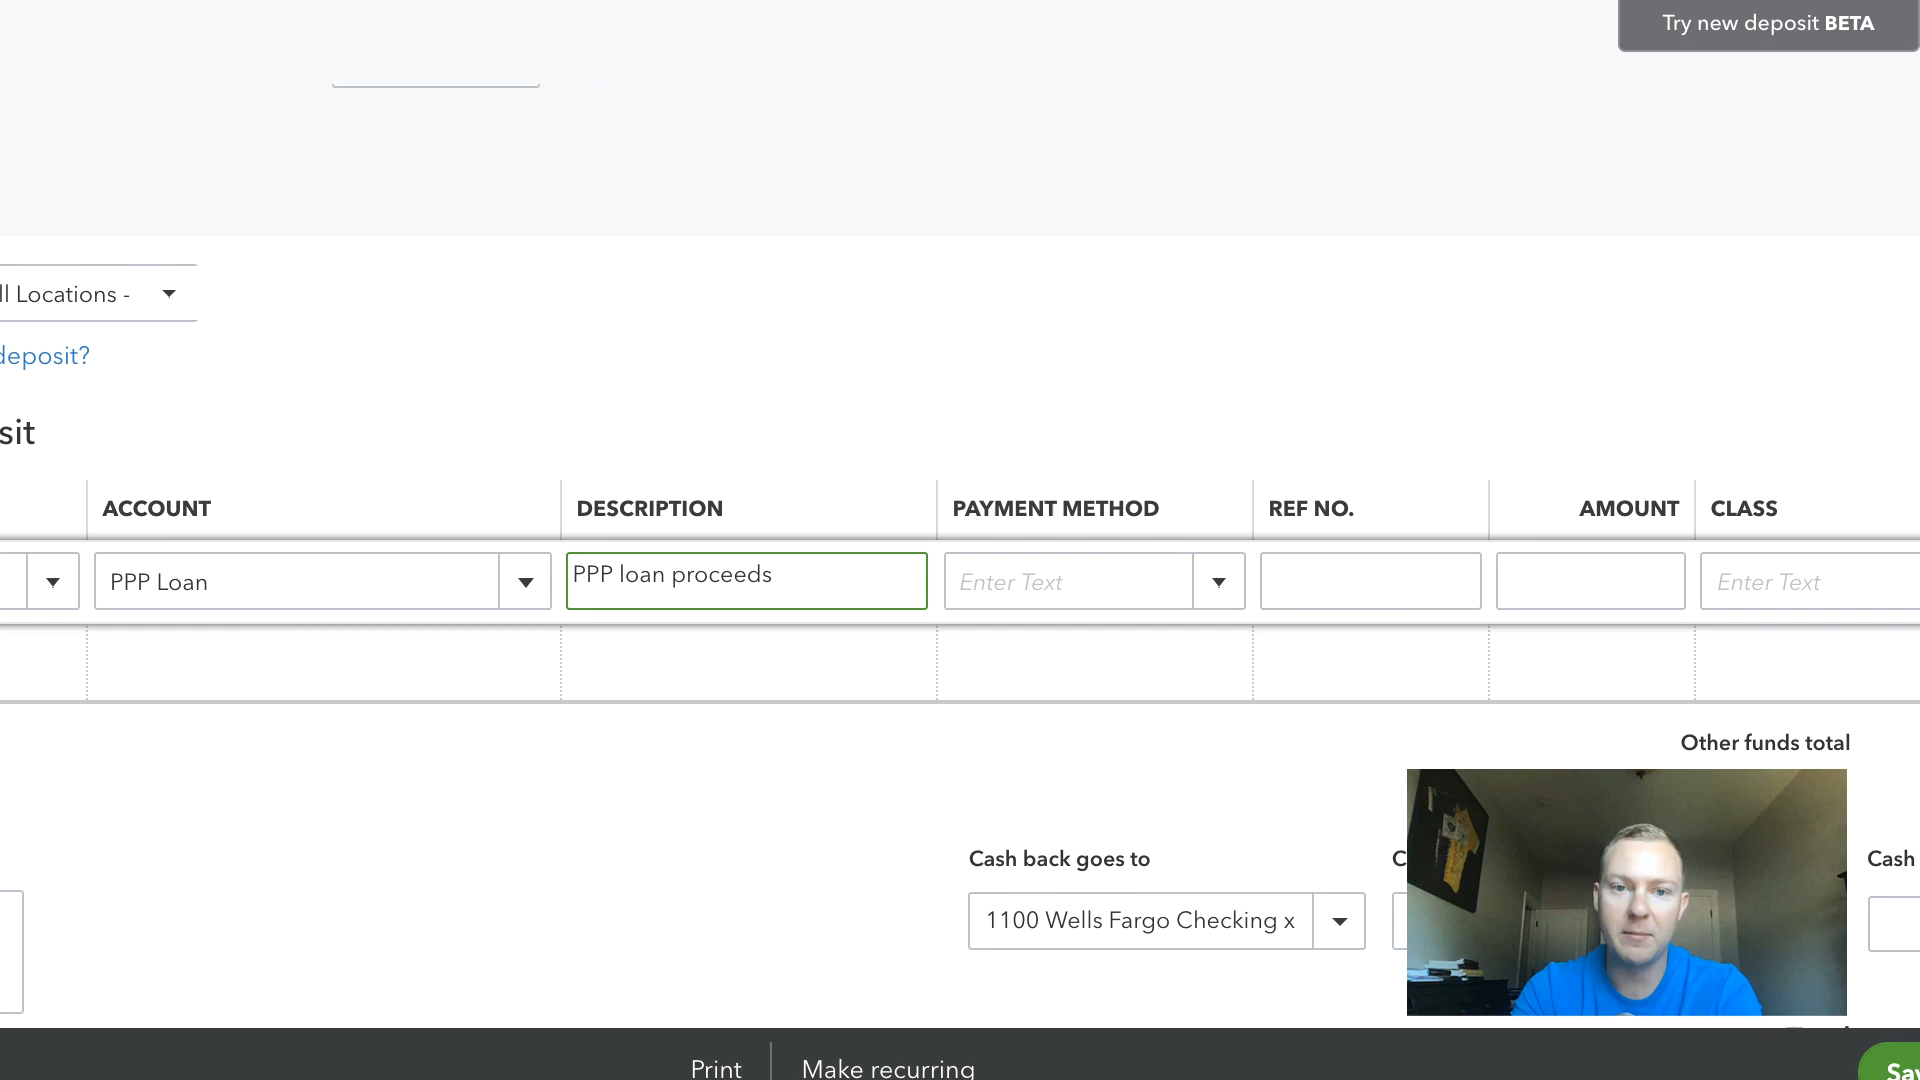 Try new deposit BETA
ll Locations -
deposit?
sit
ACCOUNT DESCRIPTION PAYMENT METHOD REF NO. AMOUNT CLASS
PPP Loan PPP loan proceeds Enter Text Enter Text
Other funds total
Cash back goes to C Cash
1100 Wells Fargo Checking x
Print Make recurring Sav